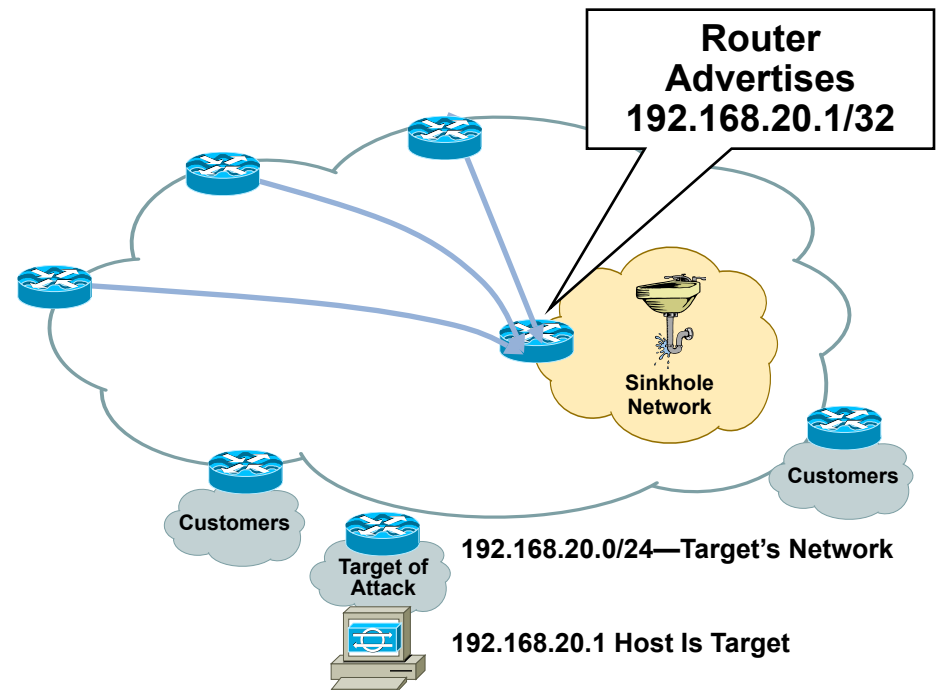 Router
Advertises
192.168.20.1/32
Sinkhole
Network
Customers
Customers
192.168.20.0/24—Target's Network
Target of
Attack
192.168.20.1 Host Is Target